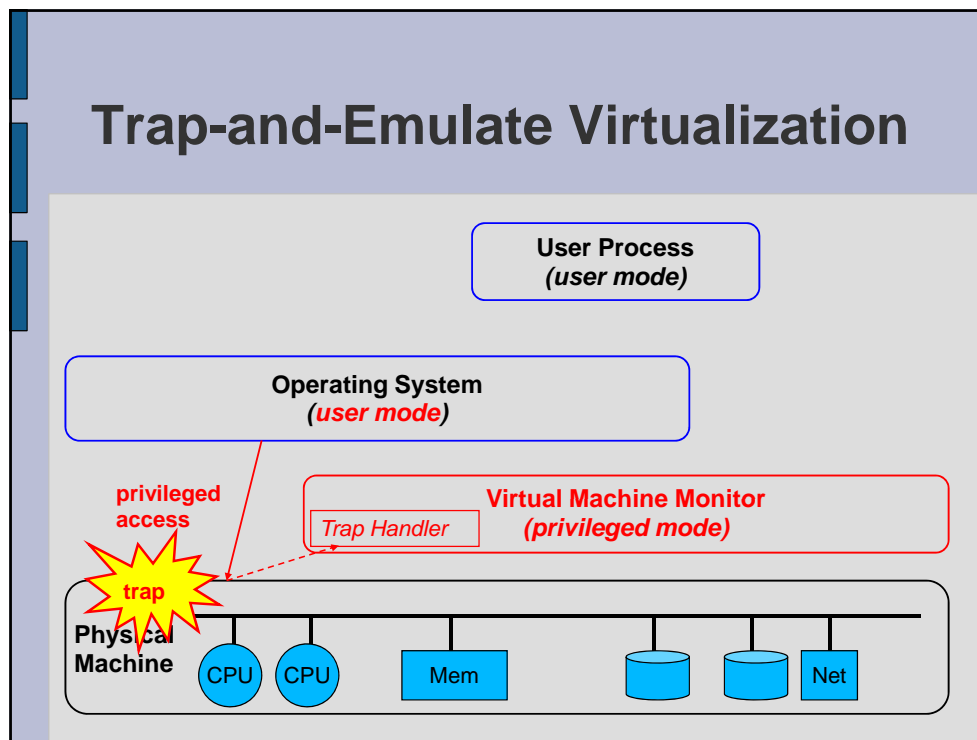 Trap-and-Emulate Virtualization
User Process
(user mode)
Operating System
(user mode)
privileged
access
Virtual Machine Monitor
(privileged mode)
Trap Handler
trap
Physical
Machine
CPU
CPU
Mem
Net